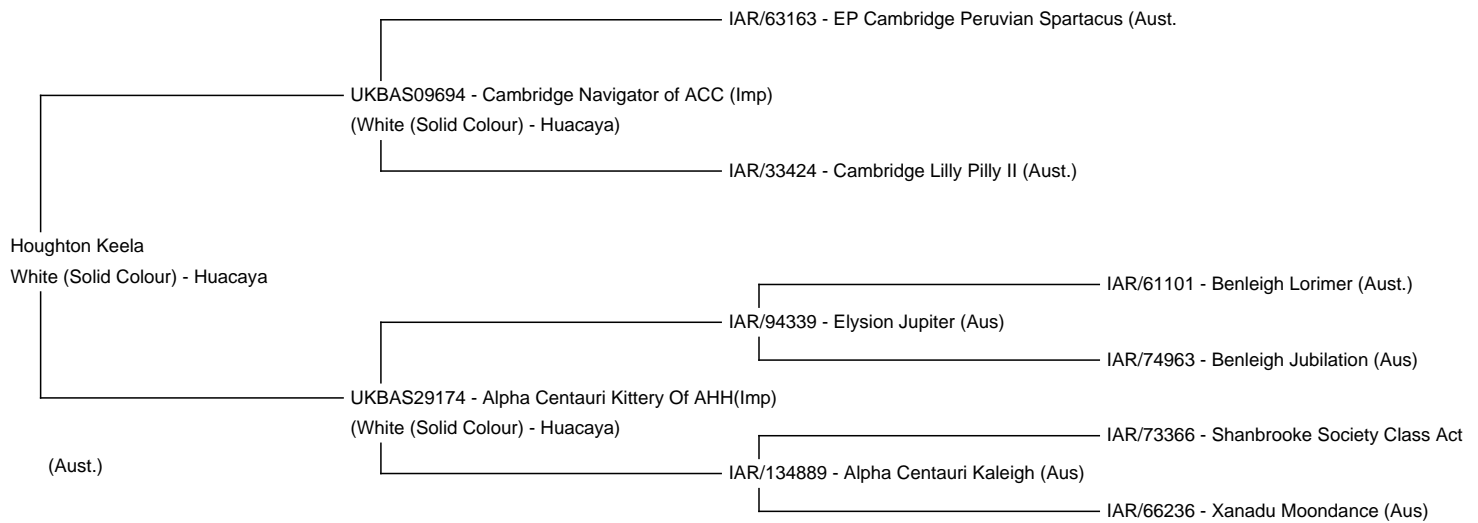 IAR/63163 - EP Cambridge Peruvian Spartacus (Aust.
UKBAS09694 - Cambridge Navigator of ACC (Imp)
(White (Solid Colour) - Huacaya)
IAR/33424 - Cambridge Lilly Pilly II (Aust.)
Houghton Keela
White (Solid Colour) - Huacaya
IAR/61101 - Benleigh Lorimer (Aust.)
IAR/94339 - Elysion Jupiter (Aus)
IAR/74963 - Benleigh Jubilation (Aus)
UKBAS29174 - Alpha Centauri Kittery Of AHH(Imp)
(White (Solid Colour) - Huacaya)
IAR/73366 - Shanbrooke Society Class Act
(Aust.)
IAR/134889 - Alpha Centauri Kaleigh (Aus)
IAR/66236 - Xanadu Moondance (Aus)